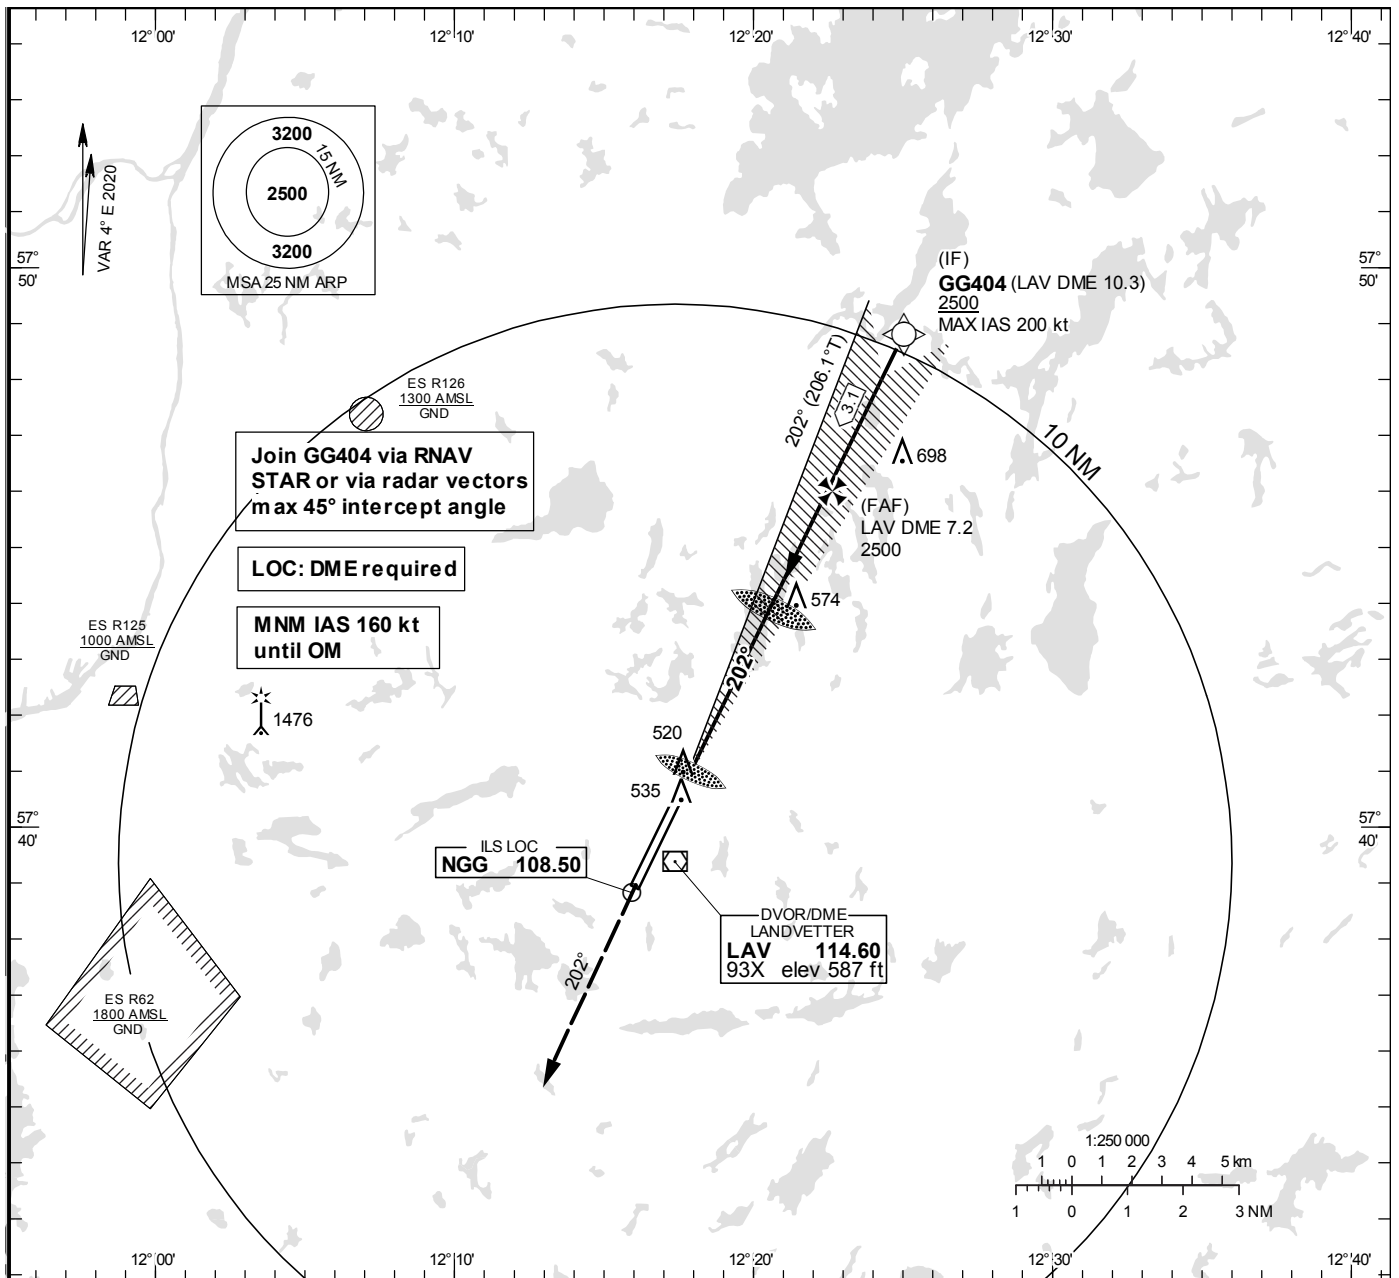 12°00'
12°10'
12°20'
12°30'
12°40'
3200
15 NM
2500
3200
MSA 25 NM ARP
VAR 4° E 2020
57°
50'
57°
50'
(IF)
GG404 (LAV DME 10.3)
2500
MAX IAS 200 kt
202° (206.1°T)
3.1
ES R126
1300 AMSL
GND
10 NM
698
Join GG404 via RNAV
STAR or via radar vectors
max 45° intercept angle
(FAF)
LAV DME 7.2
2500
LOC: DME required
574
MNM IAS 160 kt
until OM
ES R125
1000 AMSL
GND
202°
1476
520
535
57°
40'
57°
40'
ILS LOC
NGG 108.50
DVOR/DME
LANDVETTER
LAV 114.60
93X elev 587 ft
202°
ES R62
1800 AMSL
GND
1:250 000
1 0 1 2 3 4 5 km
1 0 1 2 3 NM
12°00'
12°10'
12°20'
12°30'
12°40'